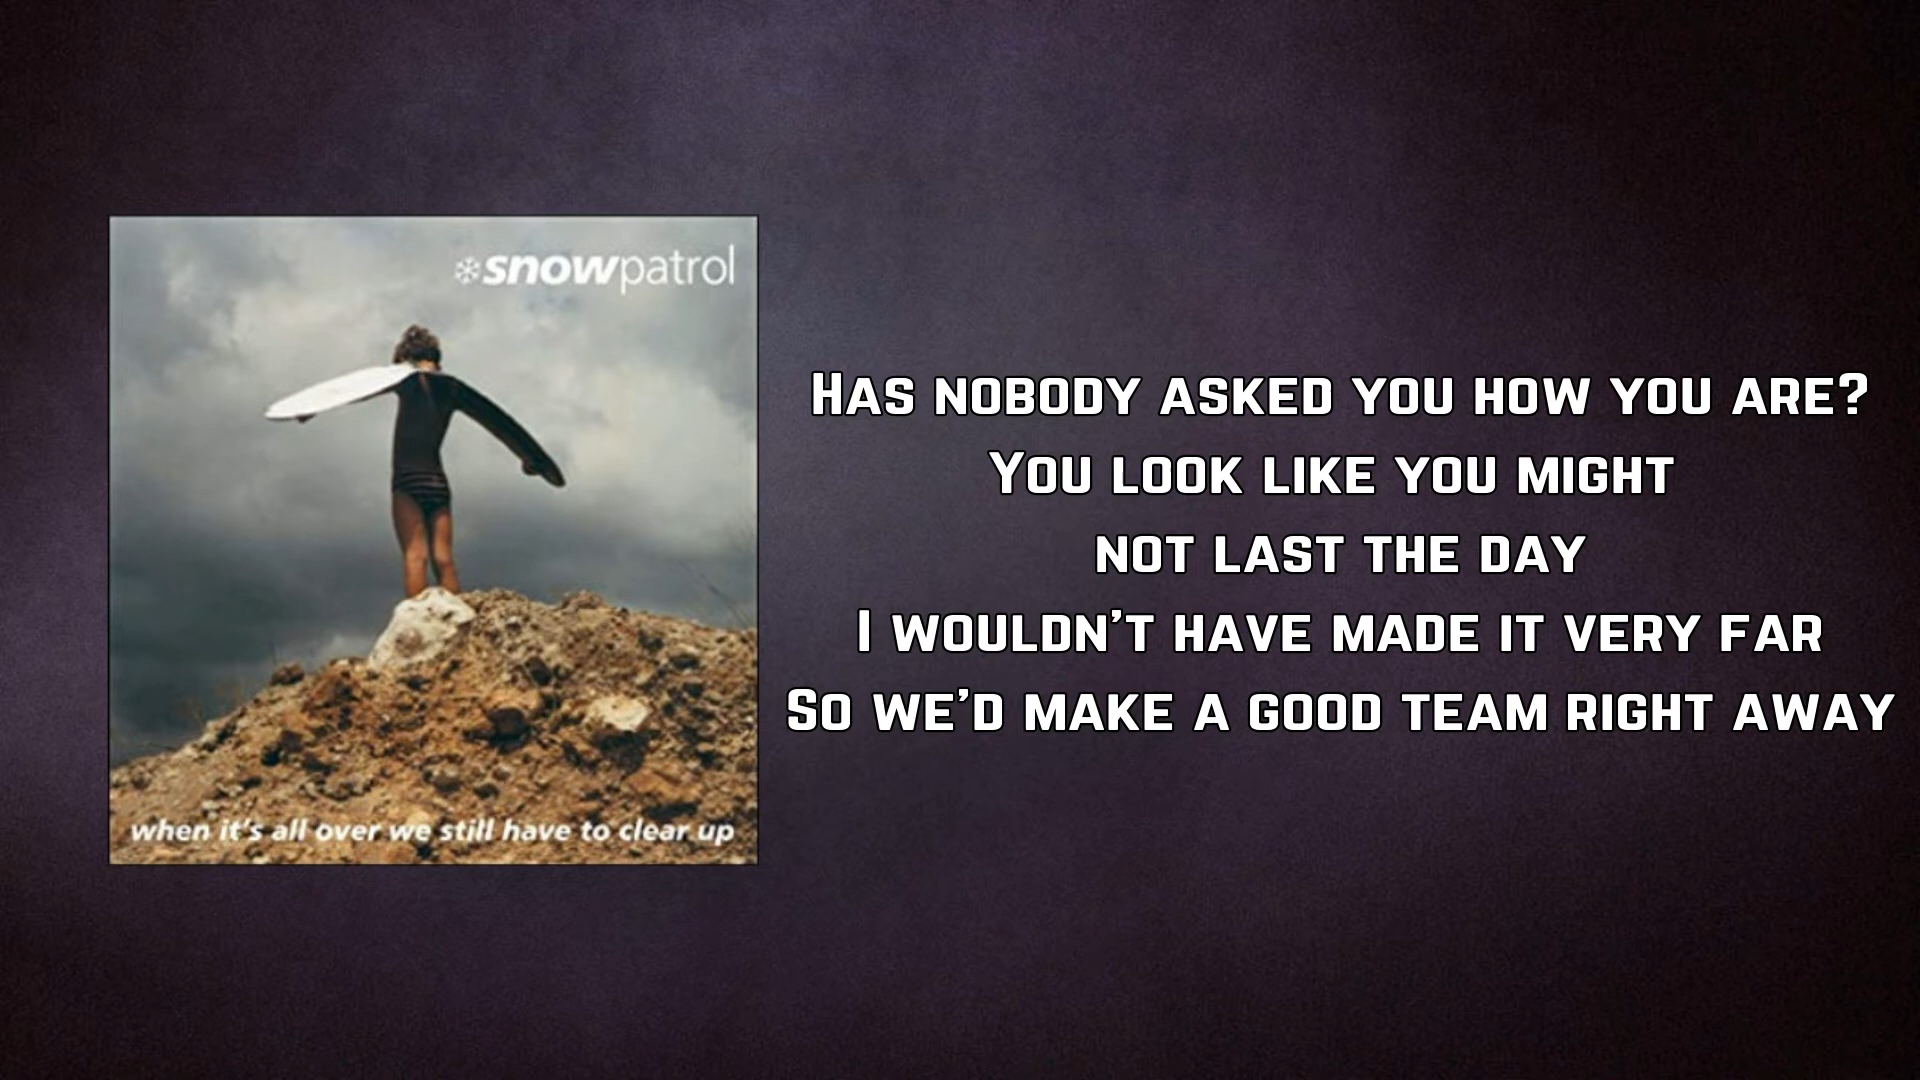 snowpatrol
when it's all over we still have to clear up
Has nobody asked you how you are?
You look like you might
not last the day
I wouldn't have made it very far
So we'd make a good team right away